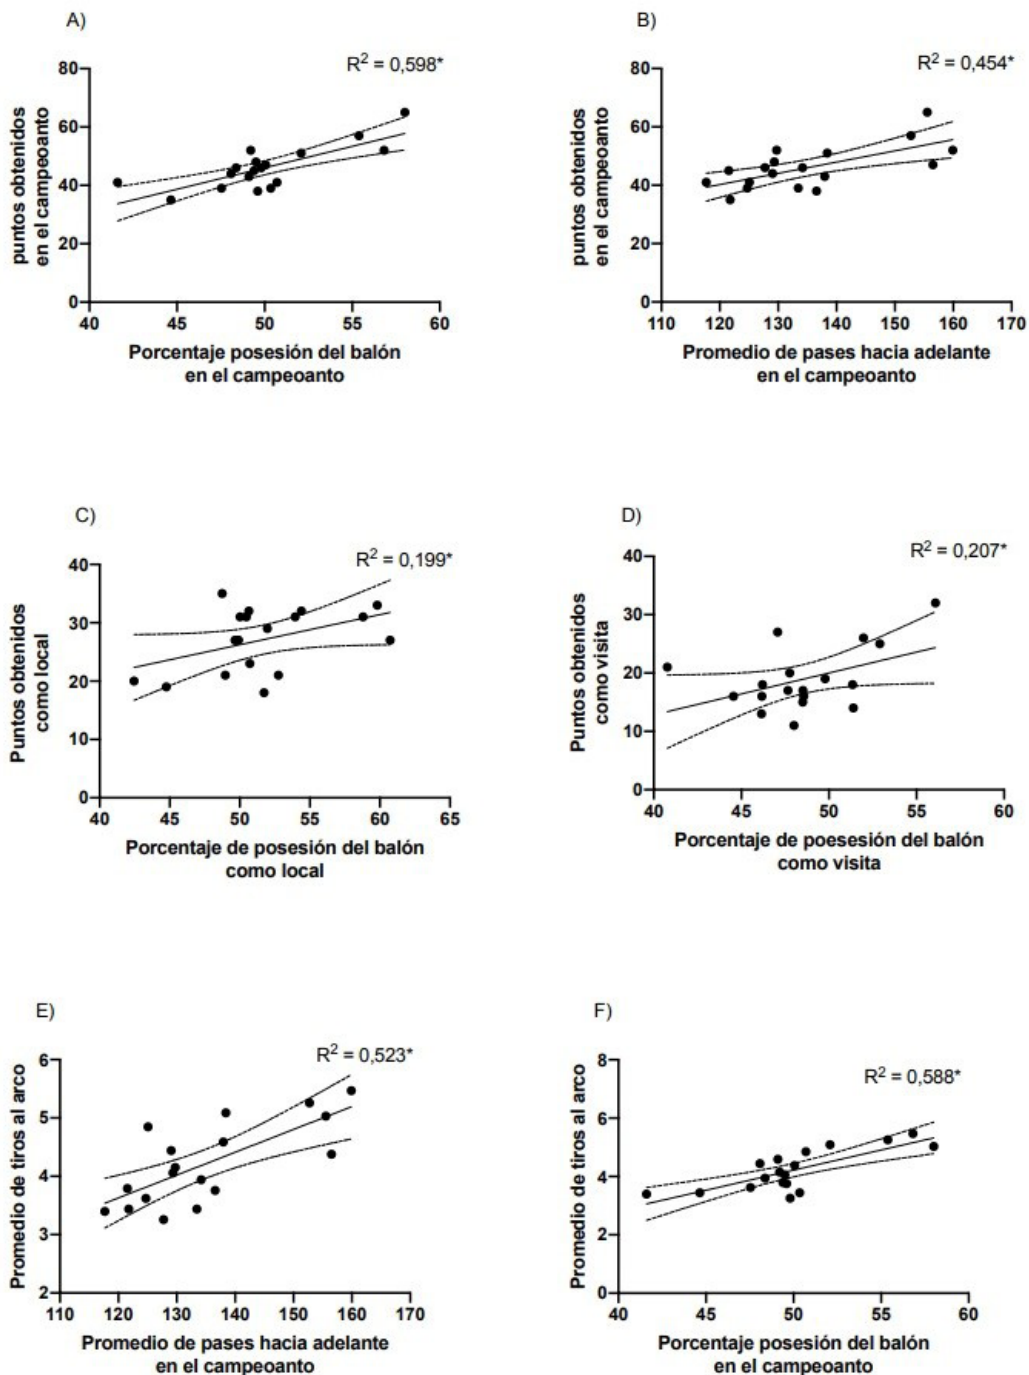 A)
R² = 0,598*
puntos obtenidos
en el campeoanto
80
60
40
20
0
40 45 50 55 60
Porcentaje posesión del balón
en el campeoanto
B)
R² = 0,454*
puntos obtenidos
en el campoanto
80
60
40
20
0
110 120 130 140 150 160 170
Promedio de pases hacia adelante
en el campeoanto
C)
R² = 0,199*
Puntos obtenidos
como local
40
30
20
10
0
40 45 50 55 60 65
Porcentaje de posesión del balón
como local
D)
R² = 0,207*
Puntos obtenidos
como visita
40
30
20
10
0
40 45 50 55 60
Porcentaje de poesesión del balón
como visita
E)
R² = 0,523*
Promedio de tiros al arco
6
5
4
3
2
110 120 130 140 150 160 170
Promedio de pases hacia adelante
en el campeoanto
F)
R² = 0,588*
Promedio de tiros al arco
8
6
4
2
0
40 45 50 55 60
Porcentaje posesión del balón
en el campeoanto